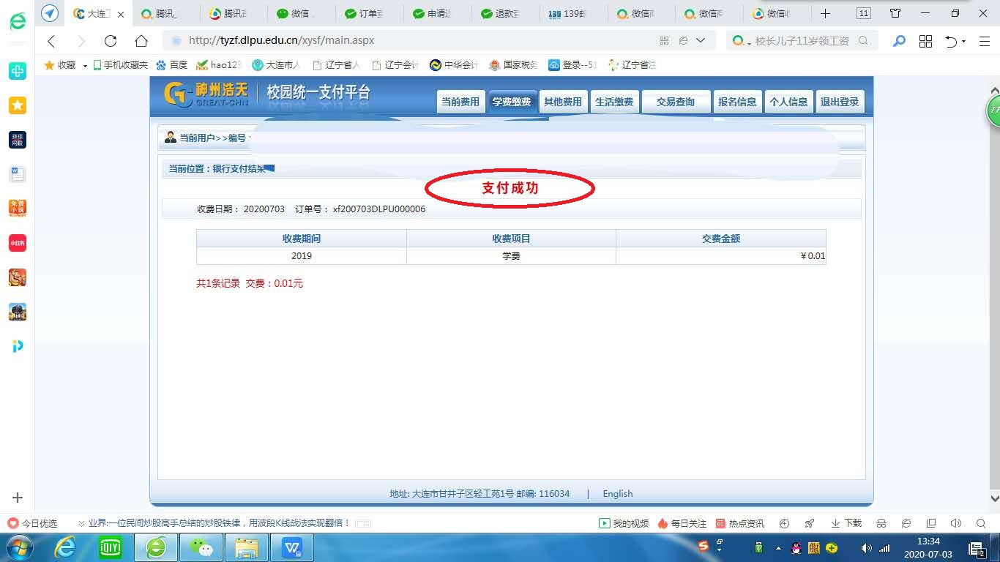 大连工
腾讯_
腾讯
微信
订单
申请
退款
139邮
微信
微信
微信
11
http://tyzf.dlpu.edu.cn/xysf/main.aspx
校长儿子11岁领工资
收藏 手机收藏夹 百度 hao123 大连市人 辽宁省人 辽宁会计 中华会计 国家税务 登录--51 辽宁省注
神州浩天
GREAT-CHN
校园统一支付平台
当前费用 学费缴费 其他费用 生活缴费 交易查询 报名信息 个人信息 退出登录
77
当前用户>>编号
当前位置：银行支付结果
支付成功
收费日期： 20200703 订单号： xf200703DLPU000006
收费期间 收费项目 交费金额
2019 学费 ￥0.01
共1条记录 交费：0.01元
地址: 大连市甘井子区轻工苑1号 邮编: 116034 | English
今日优选 业界:一位民间炒股高手总结的炒股铁律，用波段K线战法实现翻倍！ 广告
我的视频 每日关注 热点资讯 下载
QIYI
13:34
2020-07-03
2